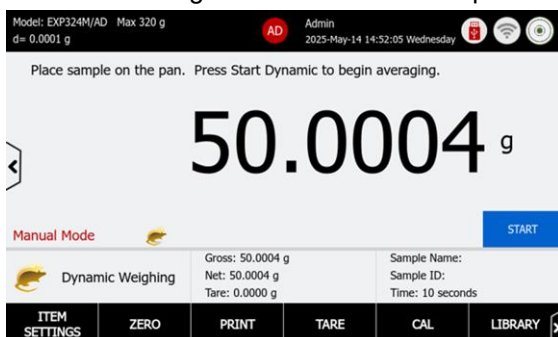 Model: EXP324M/AD Max 320 g
d= 0.0001 g
AD
Admin
2025-May-14 14:52:05 Wednesday
Place sample on the pan. Press Start Dynamic to begin averaging.
50.0004 g
Manual Mode
START
Dynamic Weighing
Gross: 50.0004 g
Net: 50.0004 g
Tare: 0.0000 g
Sample Name:
Sample ID:
Time: 10 seconds
ITEM
SETTINGS
ZERO
PRINT
TARE
CAL
LIBRARY